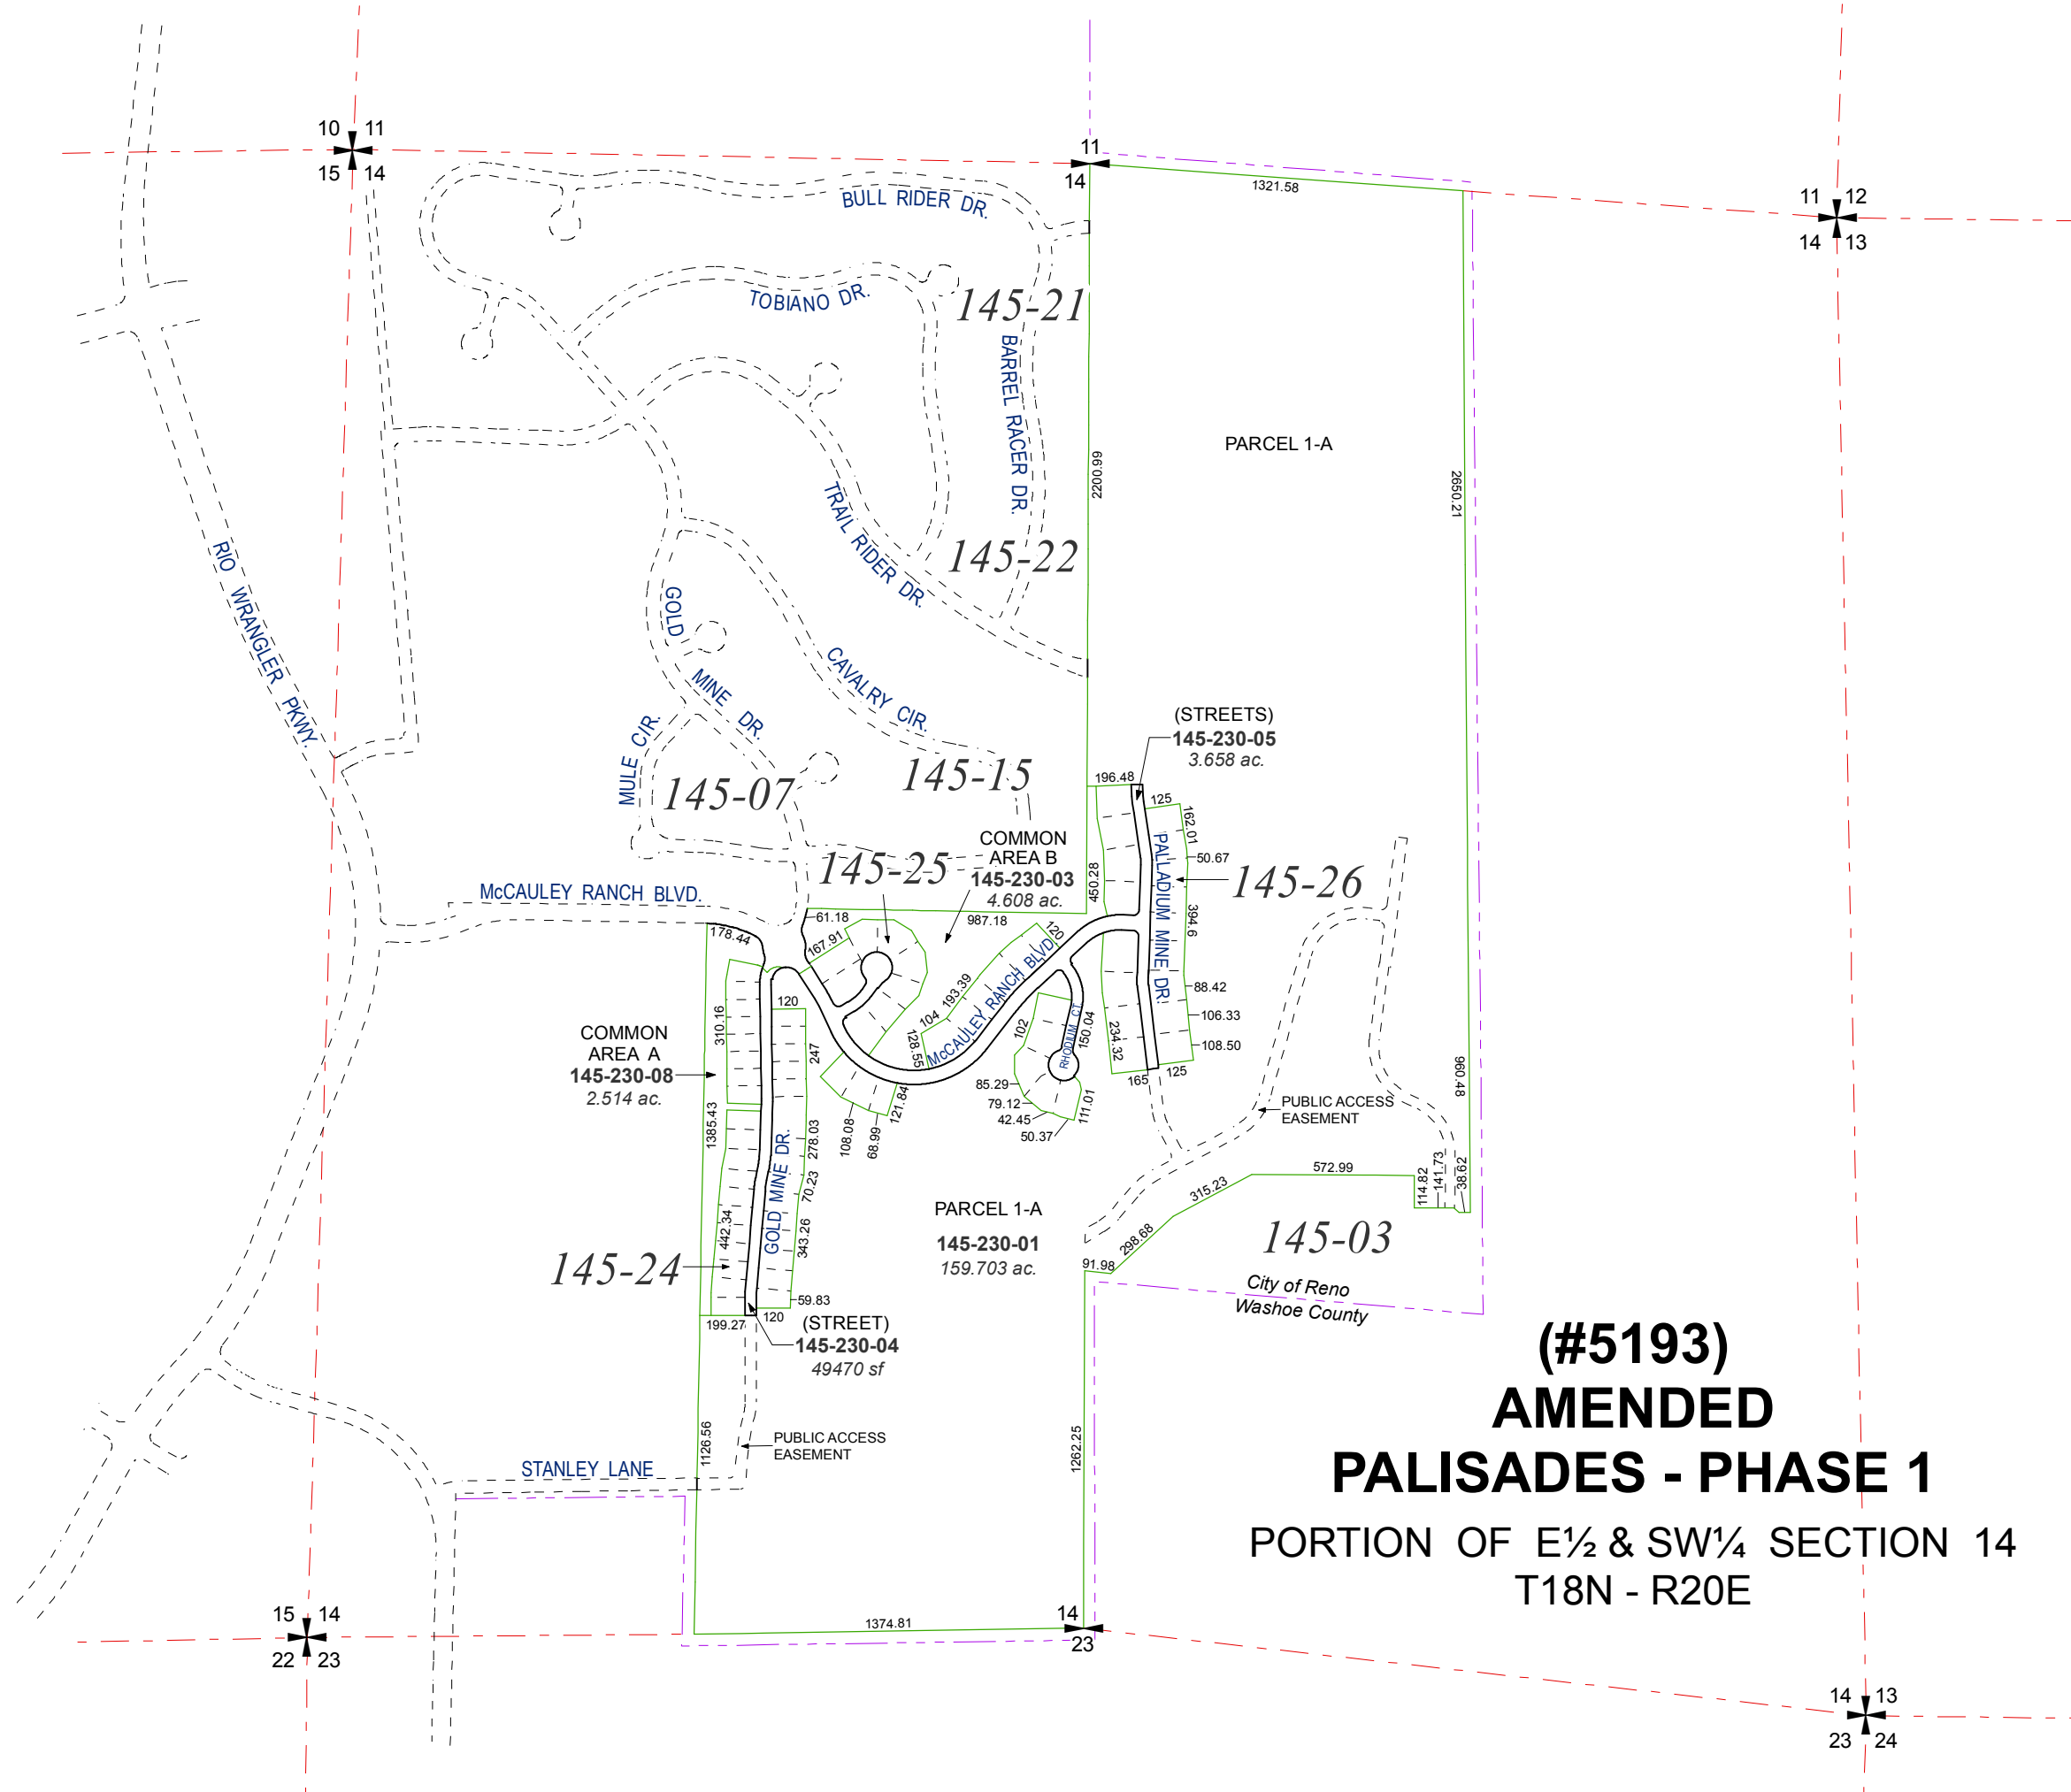 10 11
15 14
11
14
1321.58
11 12
14 13
BULL RIDER DR.
TOBIANO DR.
145-21
BARREL RACER DR.
PARCEL 1-A
2200.99
2650.21
TRAIL RIDER DR.
145-22
RIO WRANGLER PKWY.
GOLD MINE DR.
CAVALRY CIR.
MULE CIR.
145-07
145-15
(STREETS)
145-230-05
3.658 ac.
196.48
125
162.01
50.67
PALLADIUM MINE DR.
145-26
450.28
394.6
COMMON
AREA B
145-230-03
4.608 ac.
145-25
McCAULEY RANCH BLVD.
61.18
987.18
178.44
167.91
120
193.39
104
McCAULEY RANCH BLVD.
128.55
88.42
106.33
108.50
234.32
165
125
RHODIUM CT.
150.04
102
85.29
79.12
42.45
50.37
111.01
120
310.16
247
COMMON
AREA A
145-230-08
2.514 ac.
1385.43
278.03
70.23
GOLD MINE DR.
442.34
343.26
121.84
108.08
68.99
960.48
PUBLIC ACCESS
EASEMENT
572.99
114.82
141.73
38.62
315.23
298.68
91.98
145-03
PARCEL 1-A
145-230-01
159.703 ac.
145-24
59.83
199.27
120
(STREET)
145-230-04
49470 sf
City of Reno
Washoe County
1126.56
PUBLIC ACCESS
EASEMENT
STANLEY LANE
1262.25
(#5193)
AMENDED
PALISADES - PHASE 1
PORTION OF E½ & SW¼ SECTION 14
T18N - R20E
15 14
22 23
1374.81
14
23
14 13
23 24